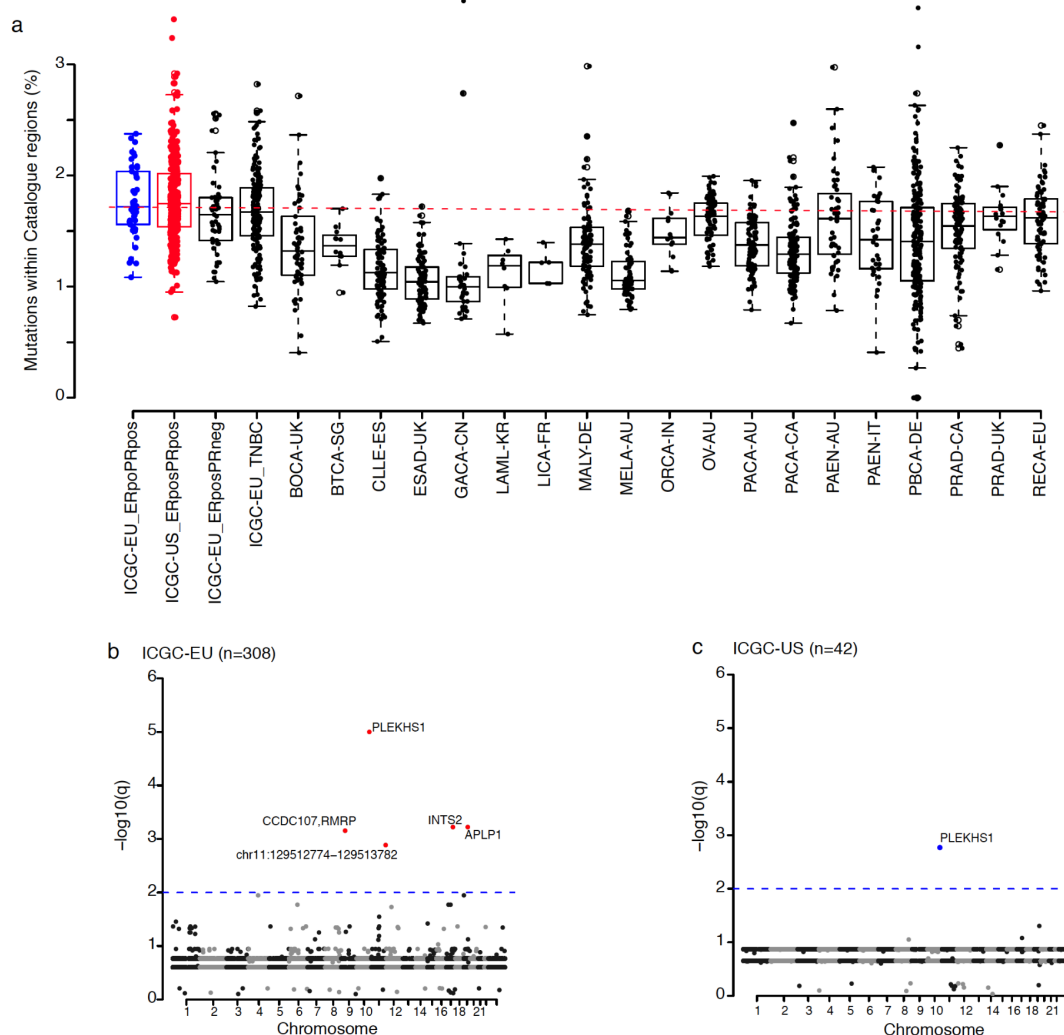 a
Mutations within Catalogue regions (%)
3
2
1
0
ICGC-EU_ERpoPRpos
ICGC-US_ERposPRpos
ICGC-EU_ERposPRneg
ICGC-EU_TNBC
BOCA-UK
BTCA-SG
CLLE-ES
ESAD-UK
GACA-CN
LAML-KR
LICA-FR
MALY-DE
MELA-AU
ORCA-IN
OV-AU
PACA-AU
PACA-CA
PAEN-AU
PAEN-IT
PBCA-DE
PRAD-CA
PRAD-UK
RECA-EU
b ICGC-EU (n=308)
−log10(q)
6
5
4
3
2
1
0
PLEKHS1
CCDC107,RMRP
INTS2
APLP1
chr11:129512774−129513782
1 2 3 4 5 6 7 8 9 10 12 14 16 18 21
Chromosome
c ICGC-US (n=42)
−log10(q)
6
5
4
3
2
1
0
PLEKHS1
1 2 3 4 5 6 7 8 9 10 12 14 16 18 21
Chromosome